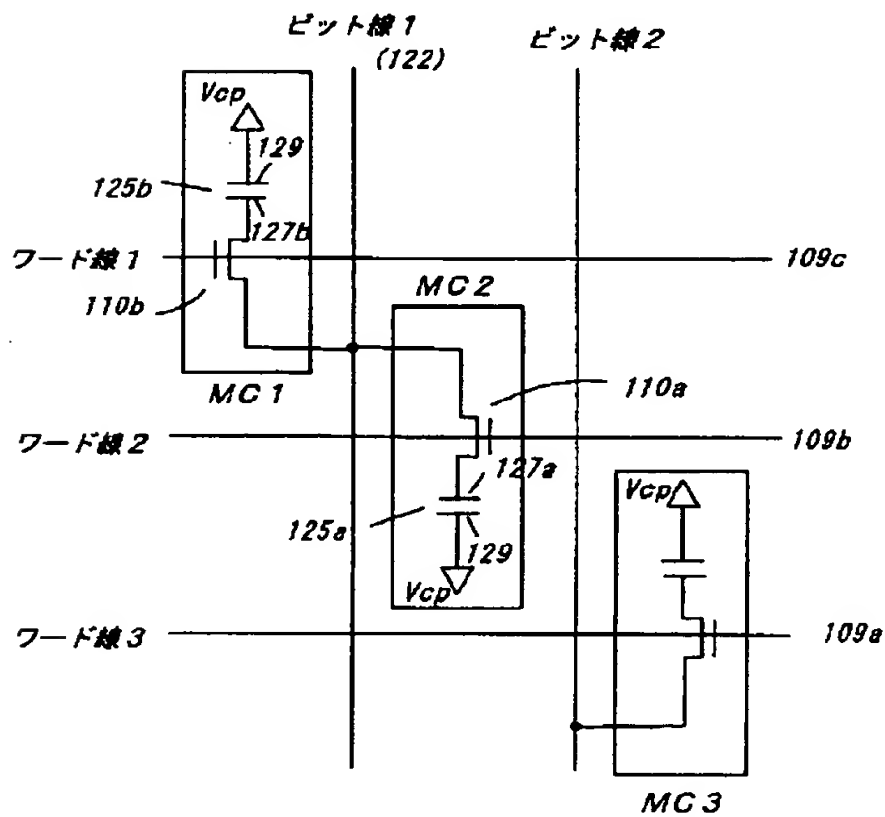 ビット線1
(122)
ビット線2
Vcp
129
125b
127b
ワード線1
109c
110b
MC2
MC1
110a
ワード線2
109b
127a
Vcp
125a
129
Vcp
ワード線3
109a
MC3